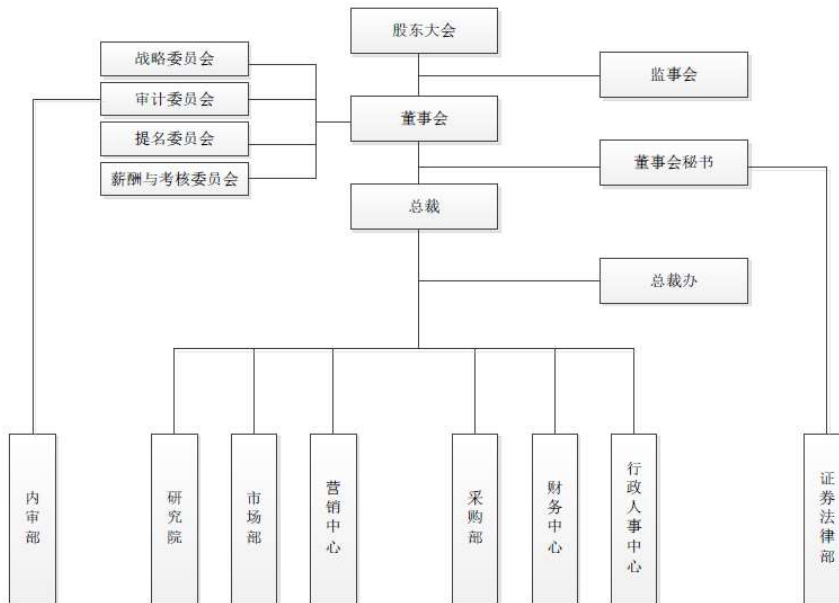 股东大会
战略委员会
监事会
审计委员会
董事会
提名委员会
董事会秘书
薪酬与考核委员会
总裁
总裁办
内审部
研究院
市场部
营销中心
采购部
财务中心
行政人事中心
证券法律部